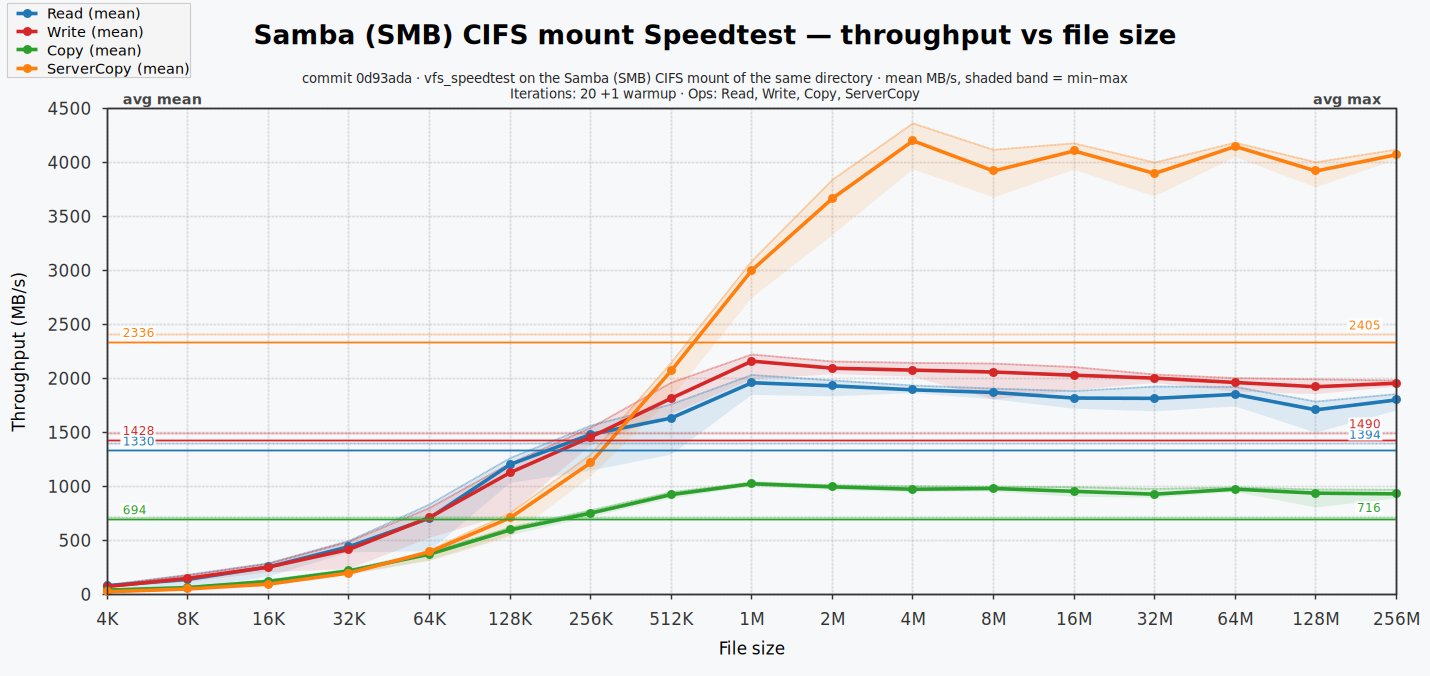 Read (mean)
Write (mean)
Copy (mean)
ServerCopy (mean)
Samba (SMB) CIFS mount Speedtest — throughput vs file size
commit 0d93ada · vfs_speedtest on the Samba (SMB) CIFS mount of the same directory · mean MB/s, shaded band = min–max
Iterations: 20 +1 warmup · Ops: Read, Write, Copy, ServerCopy
avg mean
avg max
4500
4000
3500
3000
2500
2000
1500
1000
500
0
Throughput (MB/s)
2336
2405
1428
1330
1490
1394
694
716
4K 8K 16K 32K 64K 128K 256K 512K 1M 2M 4M 8M 16M 32M 64M 128M 256M
File size